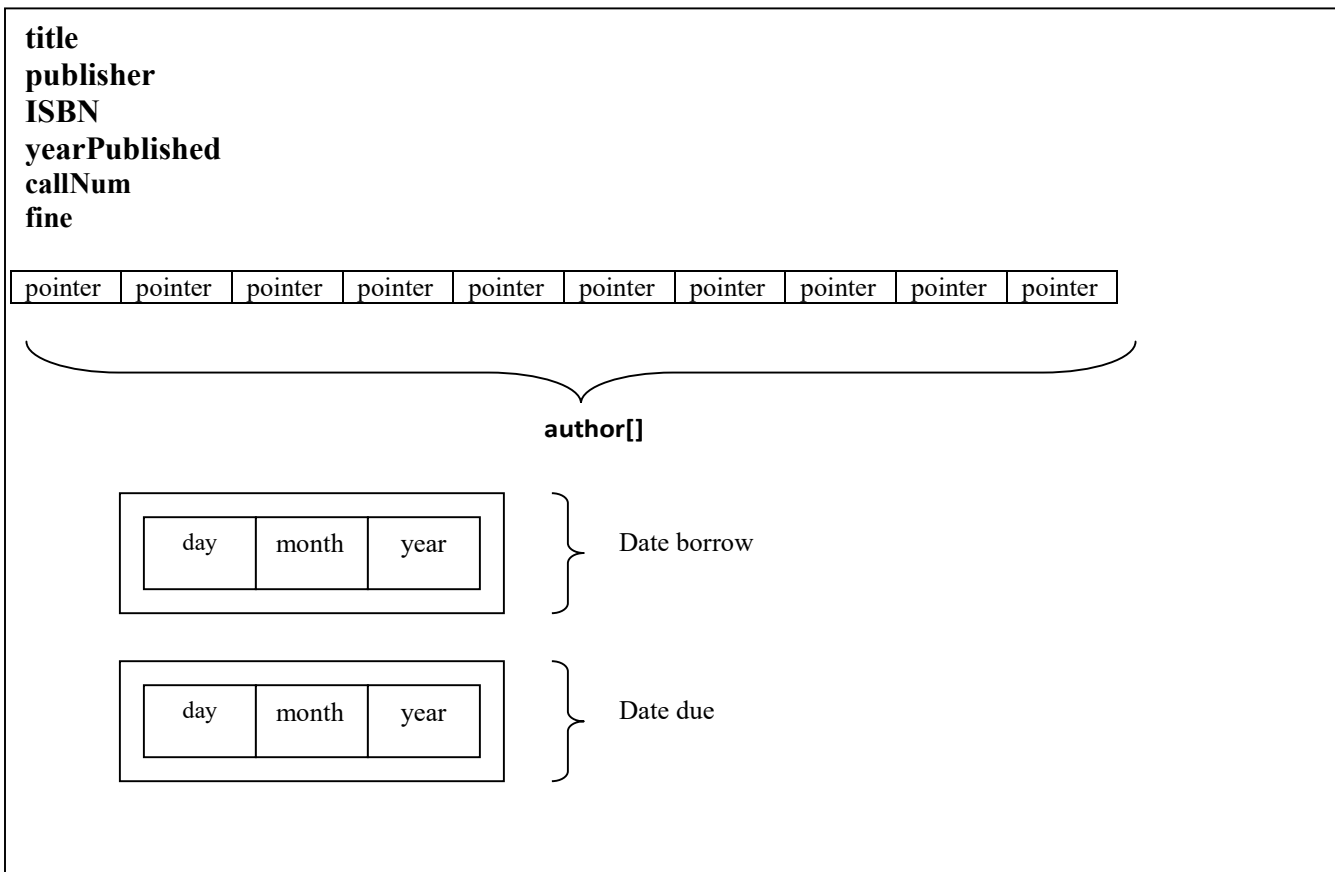 title
publisher
ISBN
yearPublished
callNum
fine
pointer pointer pointer pointer pointer pointer pointer pointer pointer pointer
author[]
day month year
Date borrow
day month year
Date due